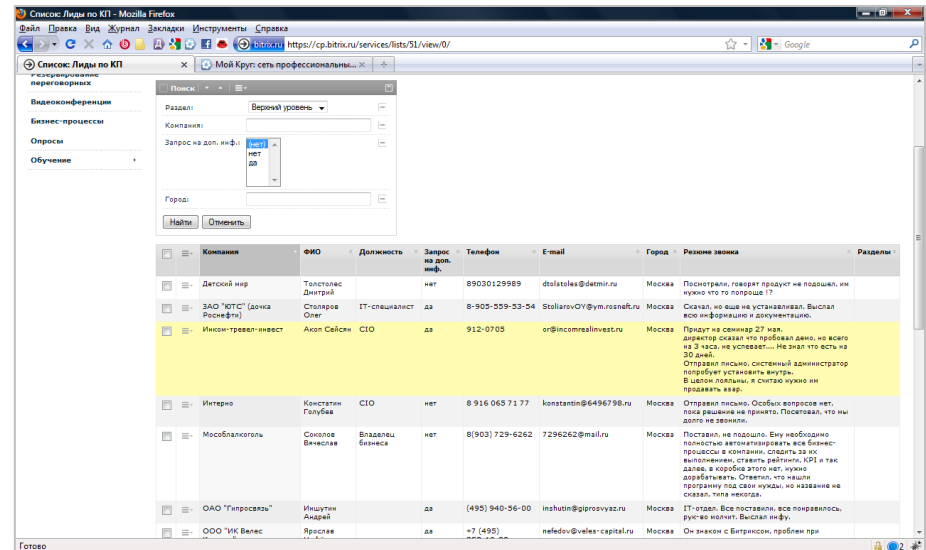 Список: Лиды по КП - Mozilla Firefox
Файл Правка Вид Журнал Закладки Инструменты Справка
bitrix.ru https://cp.bitrix.ru/services/lists/51/view/0/
Google
Список: Лиды по КП
Мой Круг: сеть профессиональны...
Резервирование
переговорных
Видеоконференции
Бизнес-процессы
Опросы
Обучение
Поиск
Раздел: Верхний уровень
Компания:
Запрос на доп. инф.: (нет)
нет
да
Город:
Найти Отменить
Компания ФИО Должность Запрос на доп. инф. Телефон E-mail Город Резюме звонка Разделы
Детский мир Толстолес Дмитрий нет 89030129989 dtolstoles@detmir.ru Москва Посмотрели, говорят продукт не подошел, им
нужно что то попроще !?
ЗАО "ЮТС" (дочка Роснефти) Столяров Олег IT-специалист да 8-905-559-53-54 StoliarovOV@ym.rosneft.ru Москва Скачал, но еще не устанавливал. Выслал
всю информацию и документацию.
Инком-тревел-инвест Акоп Сейсян CIO да 912-0705 or@incomrealinvest.ru Москва Придут на семинар 27 мая.
директор сказал что пробовал демо, но всего
на 3 часа, не успевает.... Не знал что есть на
30 дней.
Отправил письмо, системный администратор
попробует установить внутрь.
В целом лояльны, я считаю нужно им
продавать азар.
Интерно Констатин Голубев CIO нет 8 916 065 71 77 konstantin@6496798.ru Москва Отправил письмо. Особых вопросов нет,
пока решение не принято. Посетовал, что мы
долго не звонили.
Мособлалкоголь Соколов Вячеслав Владелец бизнеса нет 8(903) 729-6262 7296262@mail.ru Москва Поставил, не подошло. Ему необходимо
полностью автоматизировать все бизнес-
процессы в компании, следить за их
выполнением, ставить рейтинги, KPI и так
далее, в коробке этого нет, нужно
дорабатывать. Ответил, что нашли
программу под свои нужды, но название не
сказал, типа некогда.
ОАО "Гипросвязь" Иншутин Андрей да (495) 940-56-00 inshutin@giprosvyaz.ru Москва IT-отдел. Все поставили, все понравилось,
рук-во молчит. Выслал инфу.
ООО "ИК Велес Ярослав да +7 (495) nefedov@veles-capital.ru Москва Он знаком с Битриксом, проблем при
Готово
2